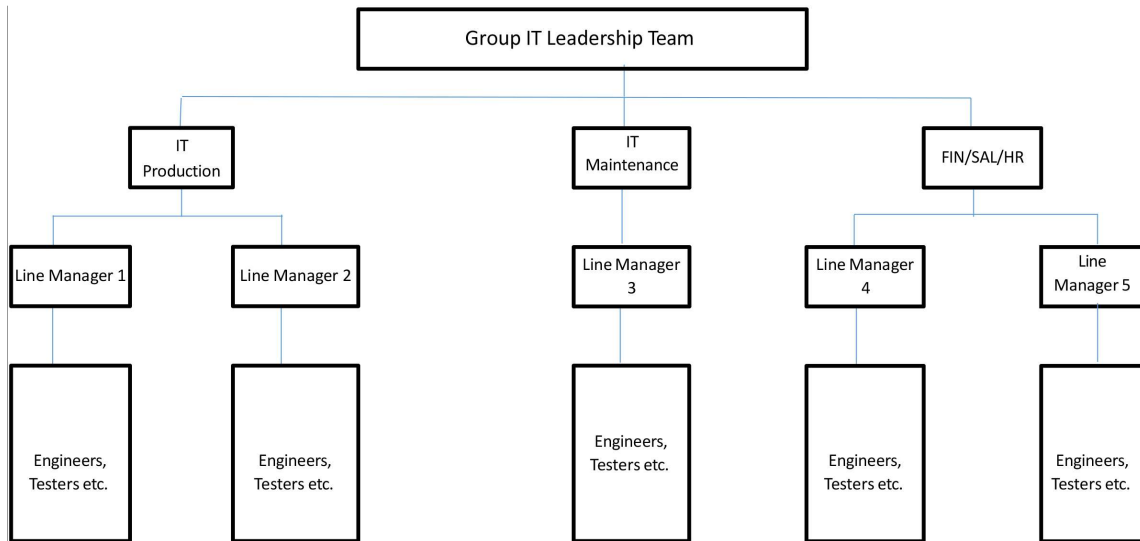 Group IT Leadership Team
IT
Production
IT
Maintenance
FIN/SAL/HR
Line Manager 1
Line Manager 2
Line Manager
3
Line Manager
4
Line
Manager 5
Engineers,
Testers etc.
Engineers,
Testers etc.
Engineers,
Testers etc.
Engineers,
Testers etc.
Engineers,
Testers etc.